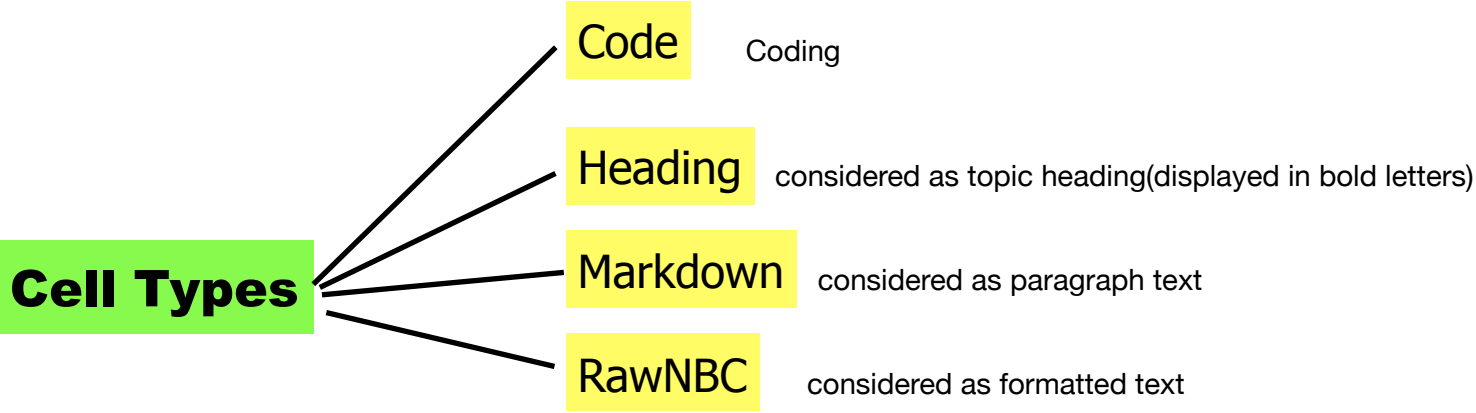 Code Coding
Heading considered as topic heading(displayed in bold letters)
Cell Types
Markdown considered as paragraph text
RawNBC considered as formatted text